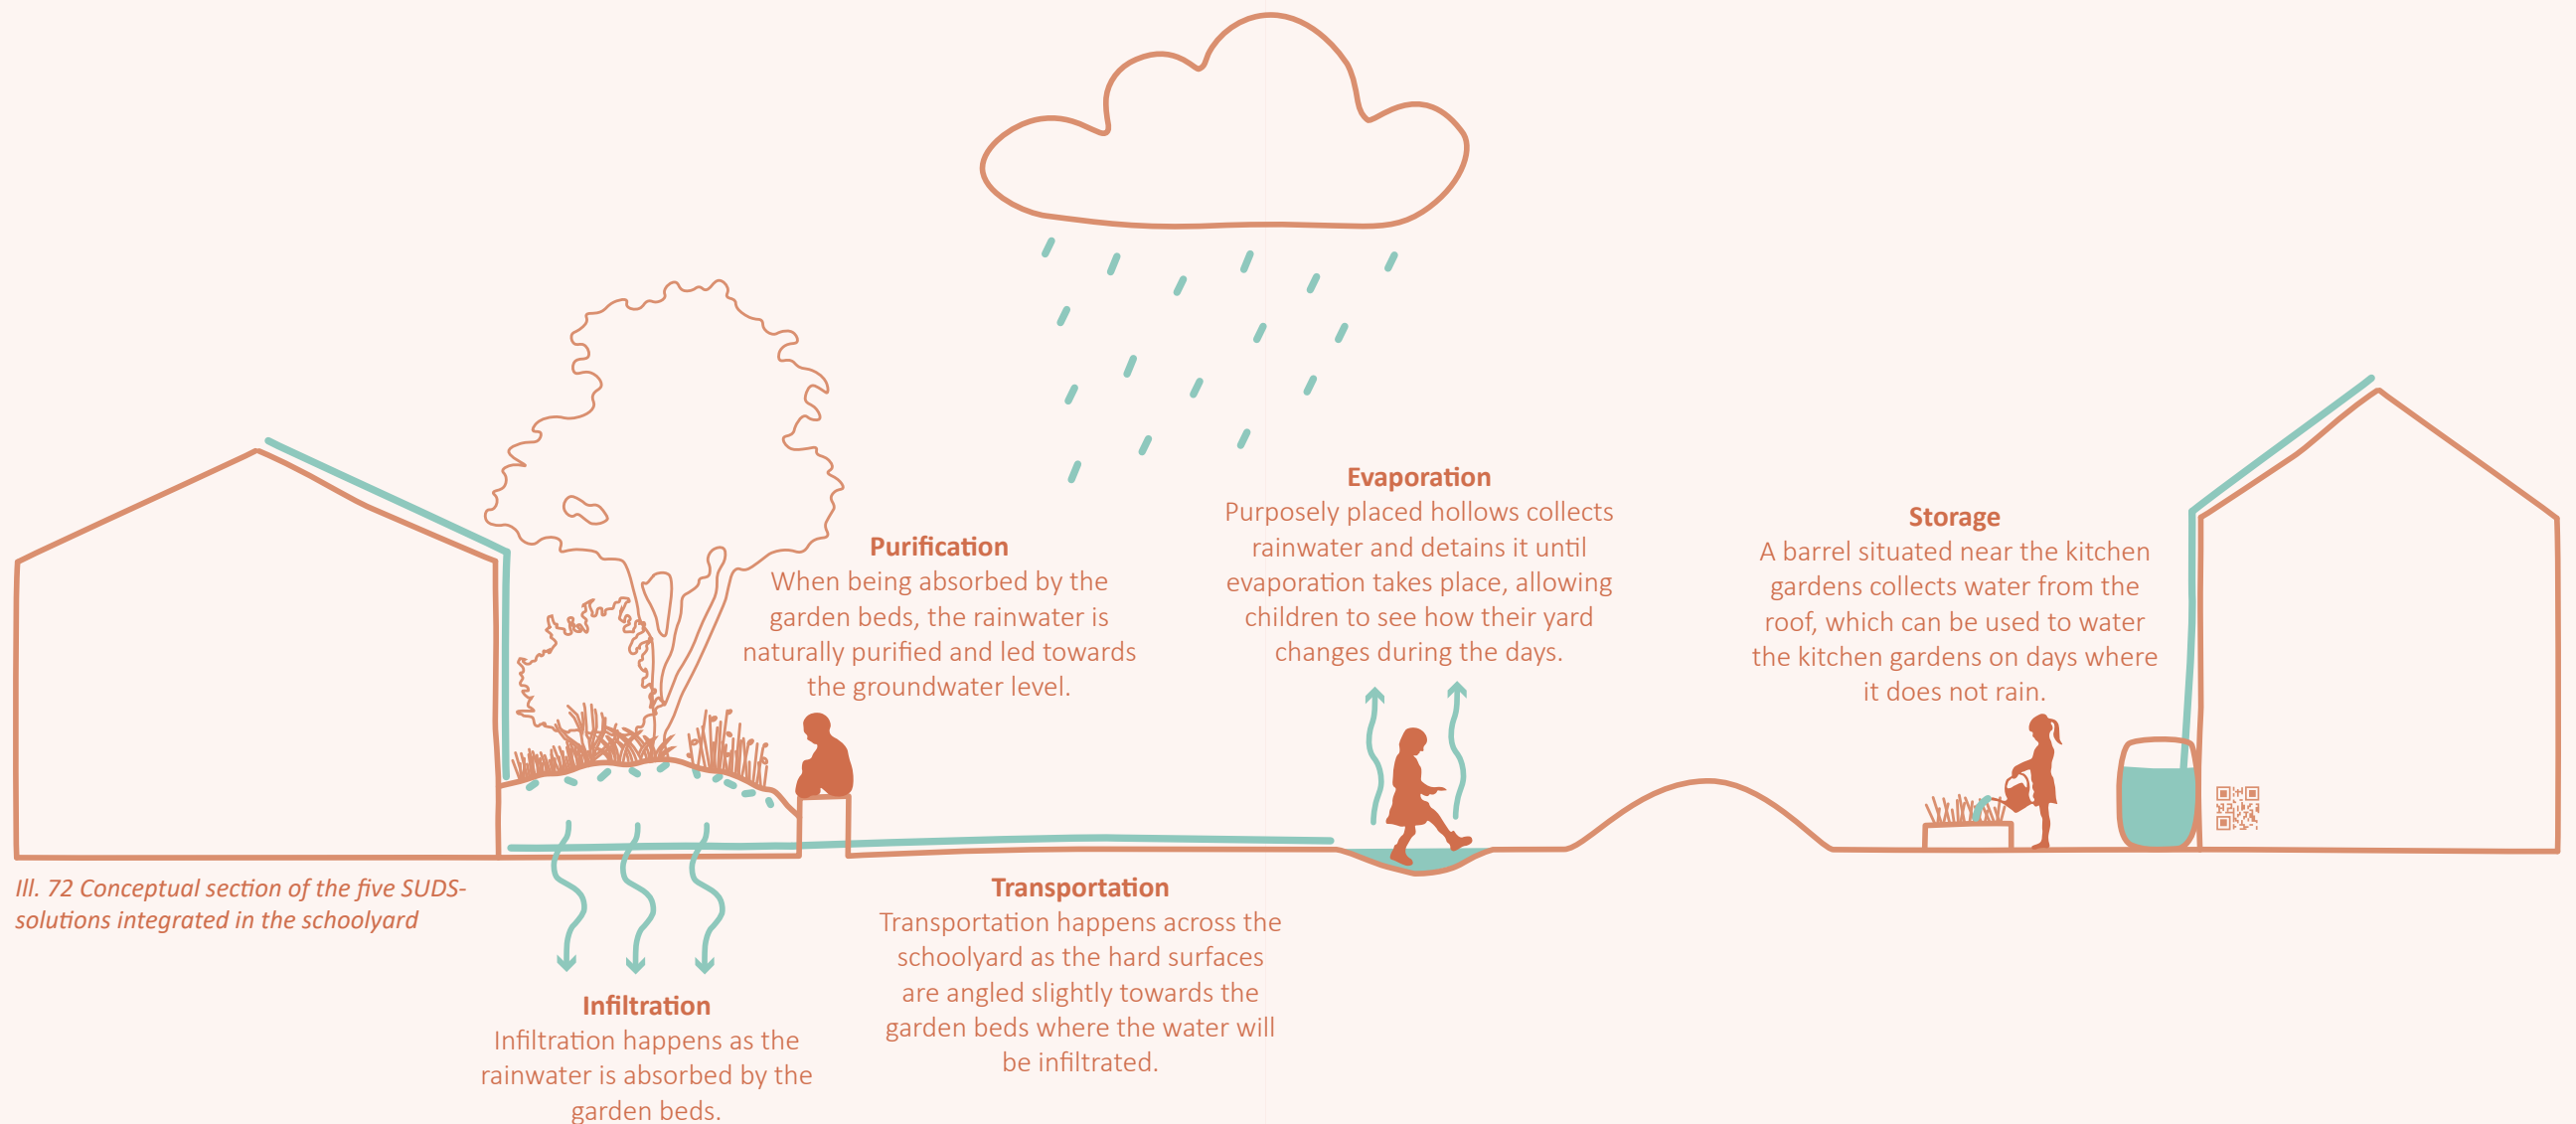 Purification
When being absorbed by the
garden beds, the rainwater is
naturally purified and led towards
the groundwater level.
Evaporation
Purposely placed hollows collects
rainwater and detains it until
evaporation takes place, allowing
children to see how their yard
changes during the days.
Storage
A barrel situated near the kitchen
gardens collects water from the
roof, which can be used to water
the kitchen gardens on days where
it does not rain.
Ill. 72 Conceptual section of the five SUDS-
solutions integrated in the schoolyard
Infiltration
Infiltration happens as the
rainwater is absorbed by the
garden beds.
Transportation
Transportation happens across the
schoolyard as the hard surfaces
are angled slightly towards the
garden beds where the water will
be infiltrated.